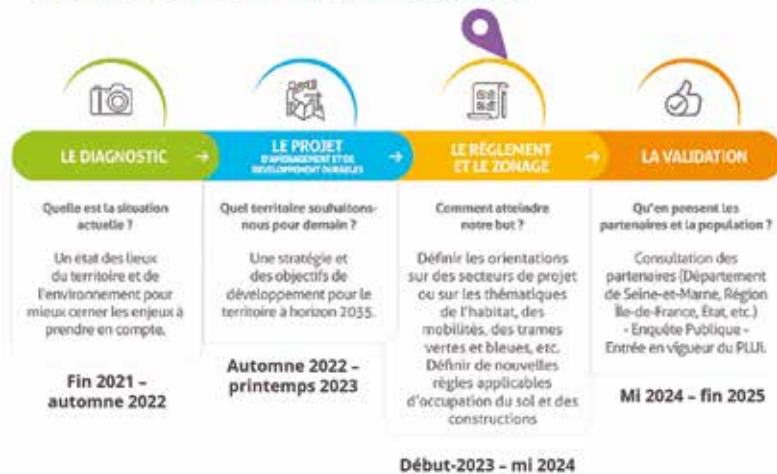 LE DIAGNOSTIC
Quelle est la situation
actuelle ?
Un état des lieux
du territoire et de
l'environnement pour
mieux cerner les enjeux à
prendre en compte.
Fin 2021 –
automne 2022
LE PROJET
D'AMÉNAGEMENT ET DE
DÉVELOPPEMENT DURABLES
Quel territoire souhaitons-
nous pour demain ?
Une stratégie et
des objectifs de
développement pour le
territoire à horizon 2035.
Automne 2022 –
printemps 2023
LE RÈGLEMENT
ET LE ZONAGE
Comment atteindre
notre but ?
Définir les orientations
sur des secteurs de projet
ou sur les thématiques
de l'habitat, des
mobilités, des trames
vertes et bleues, etc.
Définir de nouvelles
règles applicables
d'occupation du sol et des
constructions
Début-2023 – mi 2024
LA VALIDATION
Qu'en pensent les
partenaires et la population ?
Consultation des
partenaires (Département
de Seine-et-Marne, Région
Île-de-France, État, etc.)
- Enquête Publique -
Entrée en vigueur du PLUi.
Mi 2024 – fin 2025